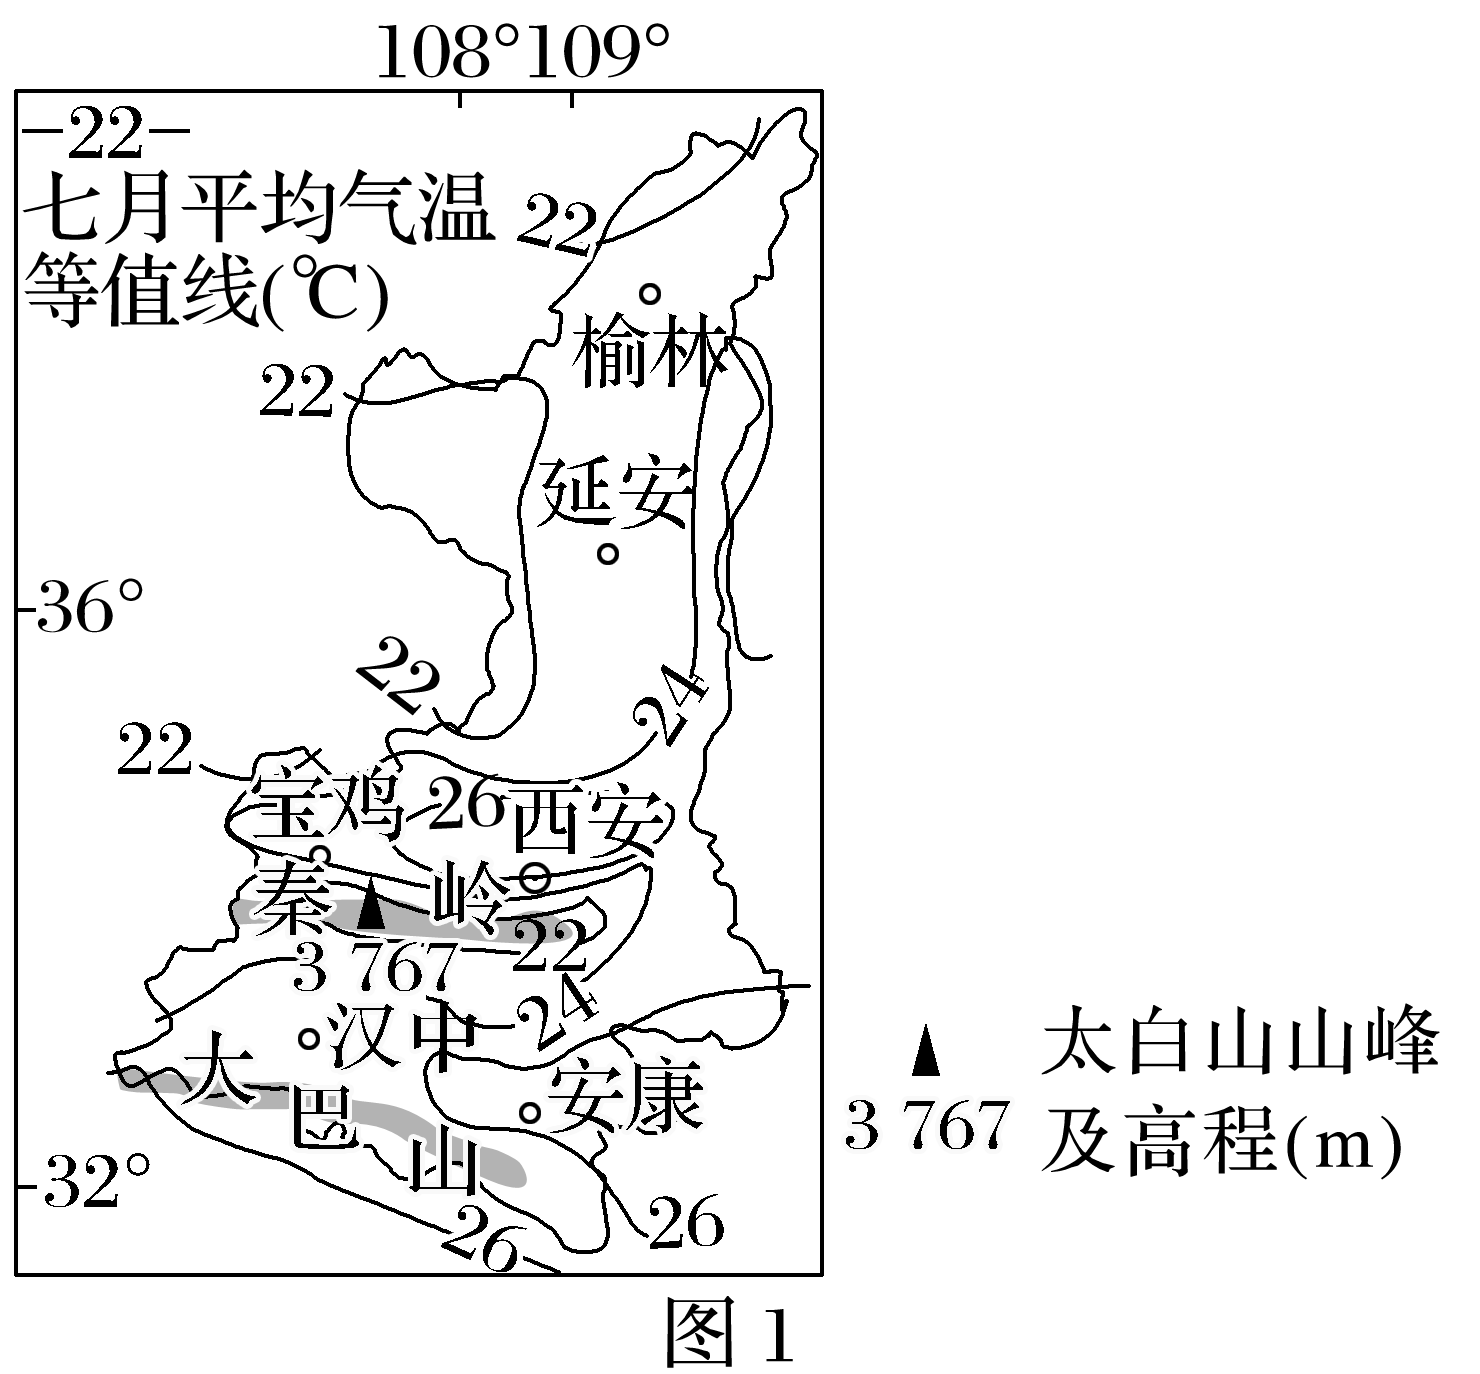 108°109°
—22—
七月平均气温
等值线(℃)
22
榆林
22
延安
36°
22
24
22
宝鸡
26
西安
秦
岭
3 767
22
24
汉中
大
巴
山
安康
32°
26
26
太白山山峰
3 767
及高程(m)
图 1